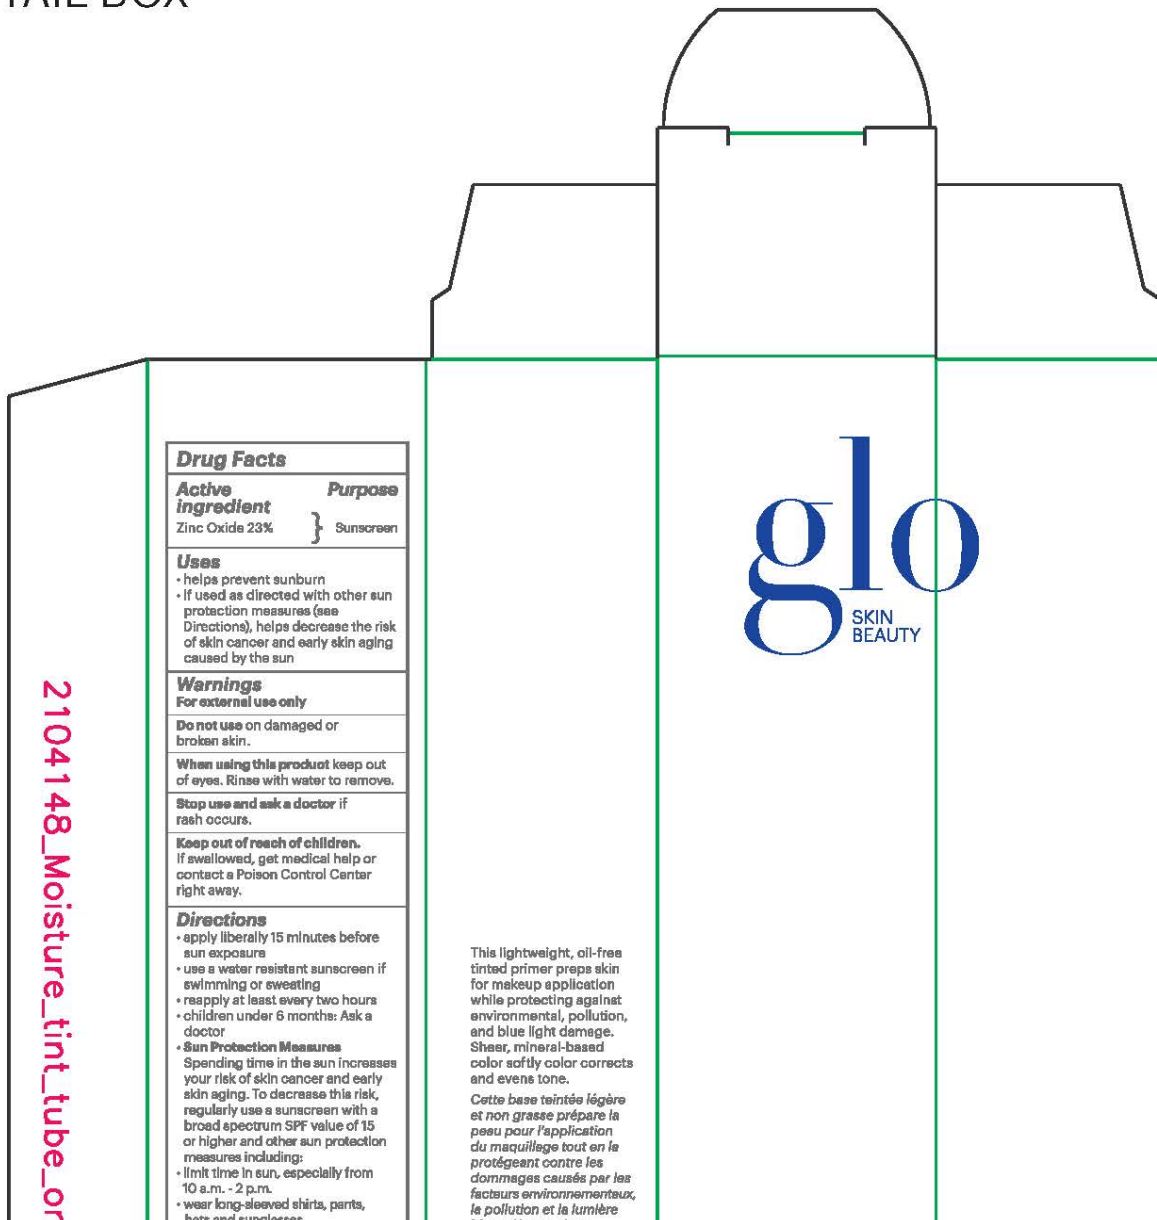 TAIL BOX
2104148_Moisture_tint_tube_or
Drug Facts
Active ingredient
Purpose
Zinc Oxide 23% } Sunscreen
Uses
• helps prevent sunburn
• If used as directed with other sun
protection measures (see
Directions), helps decrease the risk
of skin cancer and early skin aging
caused by the sun
Warnings
For external use only
Do not use on damaged or
broken skin.
When using this product keep out
of eyes. Rinse with water to remove.
Stop use and ask a doctor if
rash occurs.
Keep out of reach of children.
If swallowed, get medical help or
contact a Poison Control Center
right away.
Directions
• apply liberally 15 minutes before
sun exposure
• use a water resistant sunscreen if
swimming or sweating
• reapply at least every two hours
• children under 6 months: Ask a
doctor
• Sun Protection Measures
Spending time in the sun increases
your risk of skin cancer and early
skin aging. To decrease this risk,
regularly use a sunscreen with a
broad spectrum SPF value of 15
or higher and other sun protection
measures including:
• limit time in sun, especially from
10 a.m. - 2 p.m.
• wear long-sleeved shirts, pants,
hats and sunglasses
This lightweight, oil-free
tinted primer preps skin
for makeup application
while protecting against
environmental, pollution,
and blue light damage.
Sheer, mineral-based
color softly color corrects
and evens tone.
Cette base teintée légère
et non grasse prépare la
peau pour l'application
du maquillage tout en la
protégeant contre les
dommages causés par les
facteurs environnementaux,
la pollution et la lumière
glo
SKIN
BEAUTY